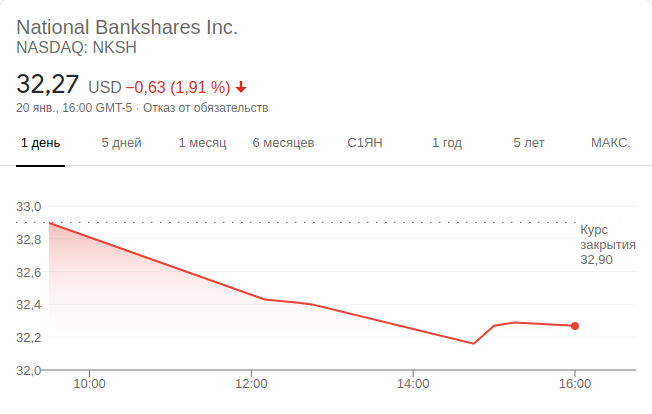 National Bankshares Inc.
NASDAQ: NKSH
32,27 USD −0,63 (1,91 %)
20 янв., 16:00 GMT-5 · Отказ от обязательств
1 день 5 дней 1 месяц 6 месяцев С1ЯН 1 год 5 лет МАКС.
33,0
Курс
закрытия
32,90
32,8
32,6
32,4
32,2
32,0
10:00 12:00 14:00 16:00